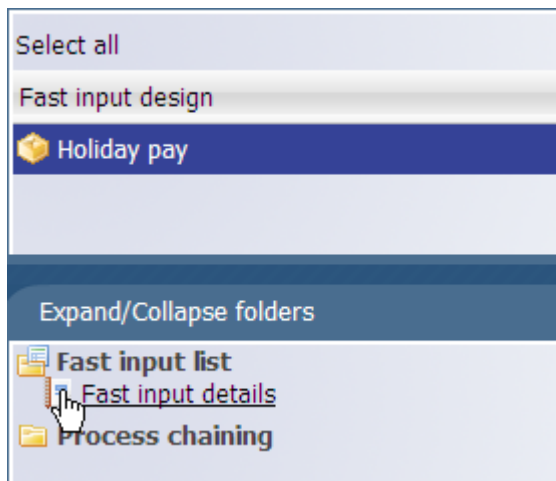 Select all
Fast input design
Holiday pay
Expand/Collapse folders
Fast input list
Fast input details
Process chaining